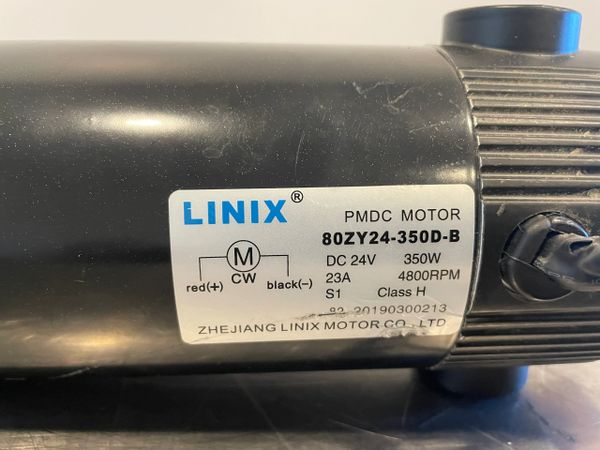 LINIX®
PMDC MOTOR
80ZY24-350D-B
M
CW
red(+) black(-)
DC 24V 350W
23A 4800RPM
S1 Class H
20190300213
ZHEJIANG LINIX MOTOR CO., LTD